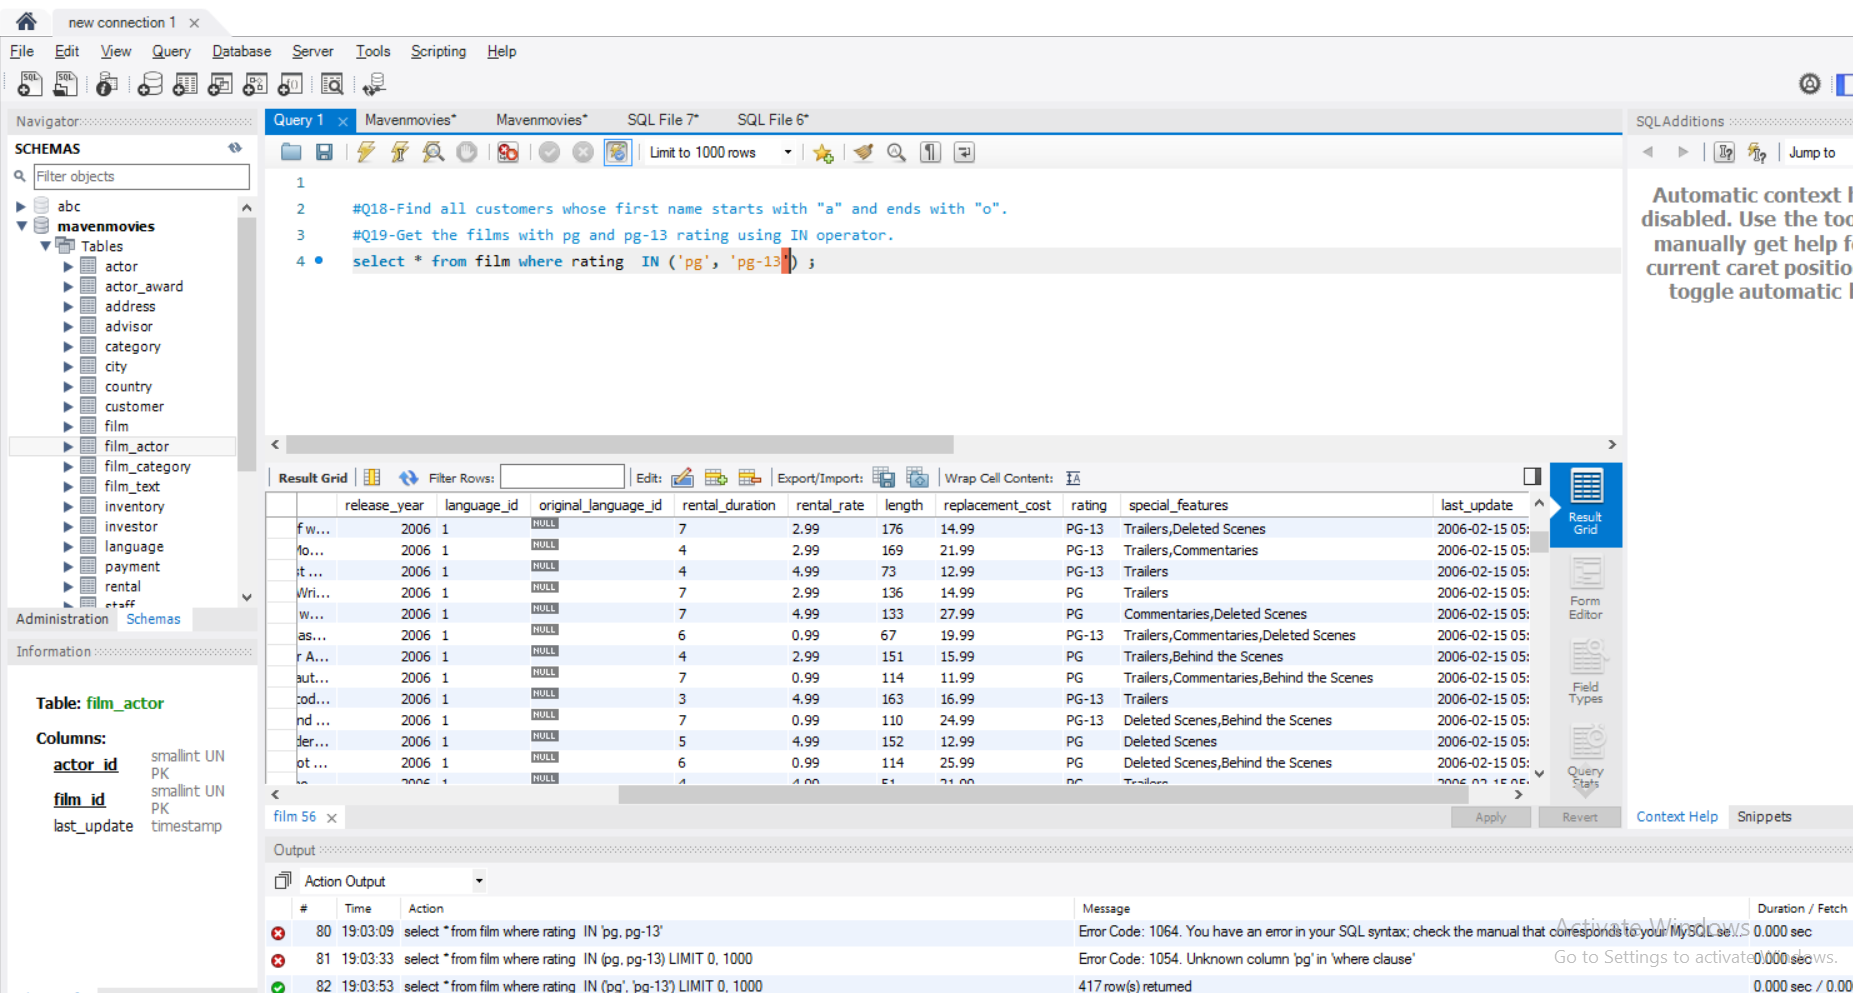 new connection 1
File Edit View Query Database Server Tools Scripting Help
Navigator
SCHEMAS
Filter objects
abc
mavenmovies
Tables
actor
actor_award
address
advisor
category
city
country
customer
film
film_actor
film_category
film_text
inventory
investor
language
payment
rental
staff
Administration Schemas
Information
Table: film_actor
Columns:
actor_id smallint UN PK
film_id smallint UN PK
last_update timestamp
Query 1 Mavenmovies* Mavenmovies* SQL File 7* SQL File 6*
Limit to 1000 rows
1
2 #Q18-Find all customers whose first name starts with "a" and ends with "o".
3 #Q19-Get the films with pg and pg-13 rating using IN operator.
4 select * from film where rating  IN ('pg', 'pg-13') ;
Result Grid Filter Rows: Edit: Export/Import: Wrap Cell Content:
release_year language_id original_language_id rental_duration rental_rate length replacement_cost rating special_features last_update
f w... 2006 1 NULL 7 2.99 176 14.99 PG-13 Trailers,Deleted Scenes 2006-02-15 05:
Mo... 2006 1 NULL 4 2.99 169 21.99 PG-13 Trailers,Commentaries 2006-02-15 05:
st ... 2006 1 NULL 4 4.99 73 12.99 PG-13 Trailers 2006-02-15 05:
Wri... 2006 1 NULL 7 2.99 136 14.99 PG Trailers 2006-02-15 05:
w... 2006 1 NULL 7 4.99 133 27.99 PG Commentaries,Deleted Scenes 2006-02-15 05:
as... 2006 1 NULL 6 0.99 67 19.99 PG-13 Trailers,Commentaries,Deleted Scenes 2006-02-15 05:
r A... 2006 1 NULL 4 2.99 151 15.99 PG Trailers,Behind the Scenes 2006-02-15 05:
aut... 2006 1 NULL 7 0.99 114 11.99 PG Trailers,Commentaries,Behind the Scenes 2006-02-15 05:
cod... 2006 1 NULL 3 4.99 163 16.99 PG-13 Trailers 2006-02-15 05:
nd ... 2006 1 NULL 7 0.99 110 24.99 PG-13 Deleted Scenes,Behind the Scenes 2006-02-15 05:
der... 2006 1 NULL 5 4.99 152 12.99 PG Deleted Scenes 2006-02-15 05:
ot ... 2006 1 NULL 6 0.99 114 25.99 PG Deleted Scenes,Behind the Scenes 2006-02-15 05:
2006 1 NULL 4 4.99 51 21.99 PG Trailers 2006-02-15 05:
Result Grid
Form Editor
Field Types
Query Stats
film 56
Apply Revert
Output
Action Output
# Time Action Message Duration / Fetch
80 19:03:09 select * from film where rating  IN 'pg, pg-13' Error Code: 1064. You have an error in your SQL syntax; check the manual that corresponds to your MySQL se... 0.000 sec
81 19:03:33 select * from film where rating  IN (pg, pg-13) LIMIT 0, 1000 Error Code: 1054. Unknown column 'pg' in 'where clause' 0.000 sec
82 19:03:53 select * from film where rating  IN ('pg', 'pg-13') LIMIT 0, 1000 417 row(s) returned 0.000 sec / 0.00
SQLAdditions
Jump to
Automatic context
disabled. Use the
manually get help
current caret
toggle automatic
Context Help Snippets
Activate Windows
Go to Settings to activate Windows.